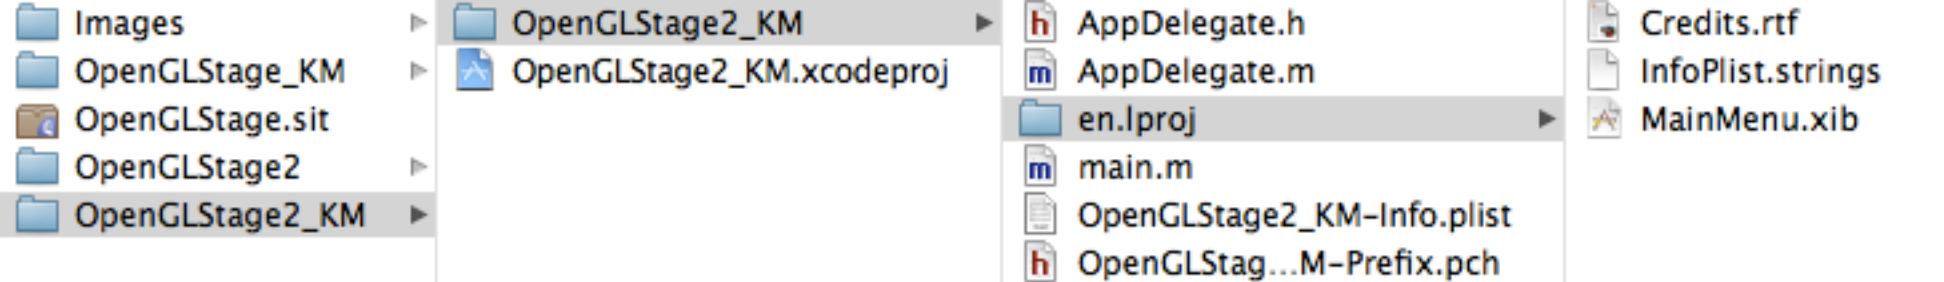 Images
OpenGLStage_KM
OpenGLStage.sit
OpenGLStage2
OpenGLStage2_KM
OpenGLStage2_KM
OpenGLStage2_KM.xcodeproj
AppDelegate.h
AppDelegate.m
en.lproj
main.m
OpenGLStage2_KM-Info.plist
OpenGLStag...M-Prefix.pch
Credits.rtf
InfoPlist.strings
MainMenu.xib